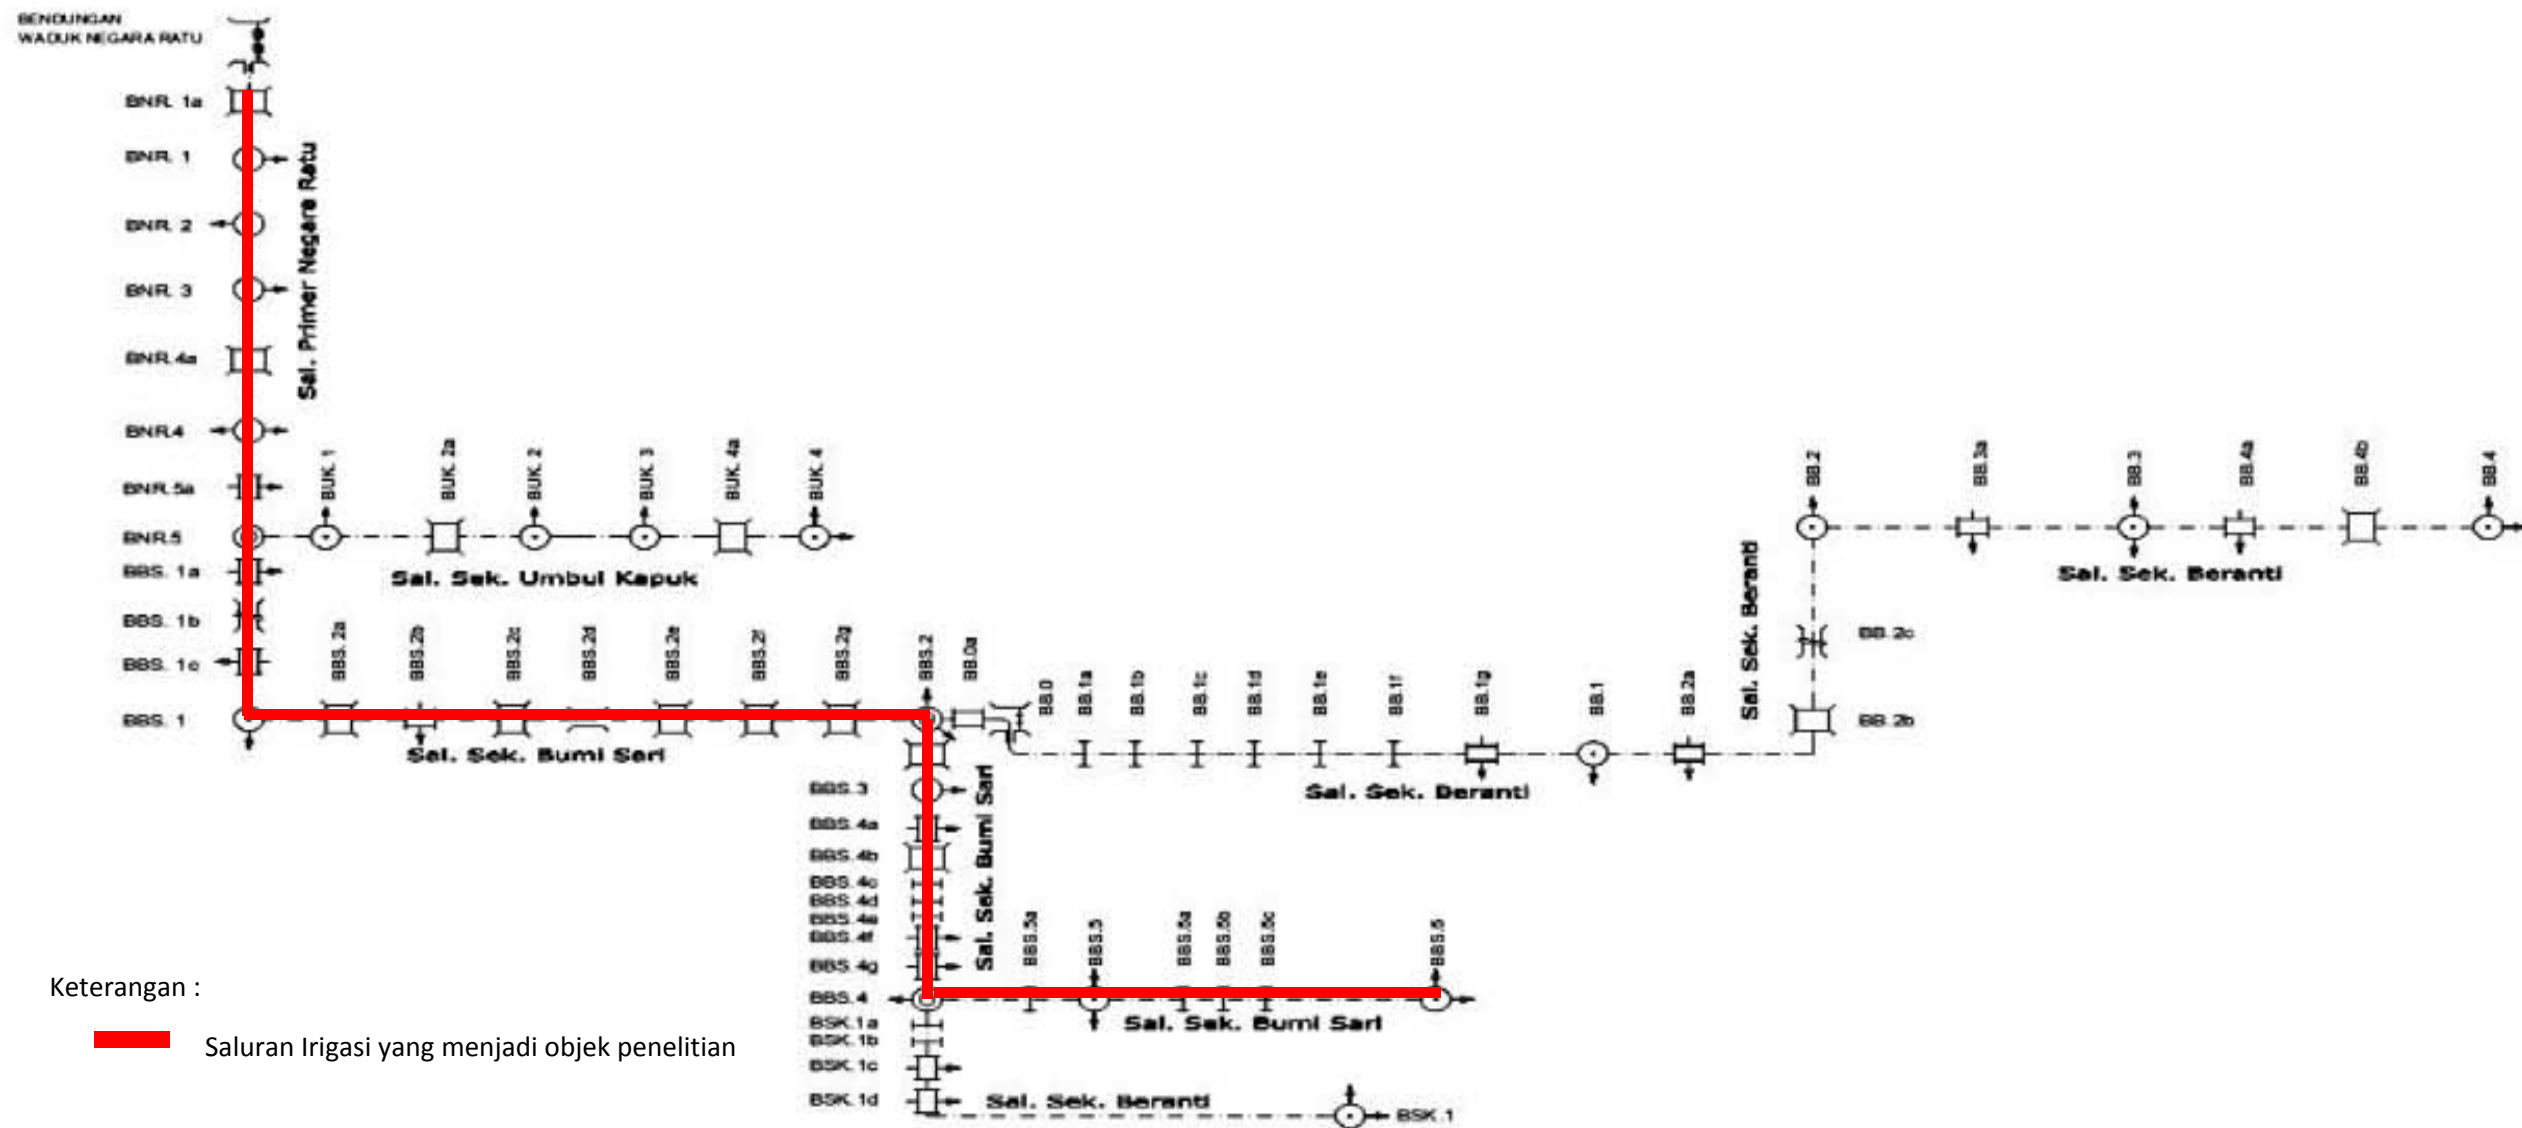 BENDUNGAN
WADUK NEGARA RATU
BNR. 1a
BNR. 1
BNR. 2
BNR. 3
BNR.4a
BNR.4
BNR.5a
BNR.5
BBS. 1a
BBS. 1b
BBS. 1c
BBS. 1
Sal. Primer Negara Ratu
BUK. 1
BUK. 2a
BUK. 2
BUK. 3
BUK. 4a
BUK. 4
Sal. Sek. Umbul Kapuk
BBS. 2a
BBS.2b
BBS.2c
BBS.2d
BBS.2e
BBS.2f
BBS.2g
BBS.2
BB.0a
Sal. Sek. Bumi Sari
BB.0
BB.1a
BB.1b
BB.1c
BB.1d
BB.1e
BB.1f
BB.1g
BB.1
BB.2a
Sal. Sek. Beranti
Sal. Sek. Beranti
BB.2c
BB.2b
BB.2
BB.3a
BB.3
BB.4a
BB.4b
BB.4
Sal. Sek. Beranti
BBS.3
BBS.4a
BBS.4b
BBS.4c
BBS.4d
BBS.4e
BBS.4f
BBS.4g
BBS.4
Sal. Sek. Bumi Sari
BBS.5a
BBS.5
BBS.6a
BBS.6b
BBS.6c
BBS.6
Sal. Sek. Bumi Sari
BSK.1a
BSK.1b
BSK.1c
BSK.1d
Sal. Sek. Beranti
BSK.1
Keterangan :
Saluran Irigasi yang menjadi objek penelitian